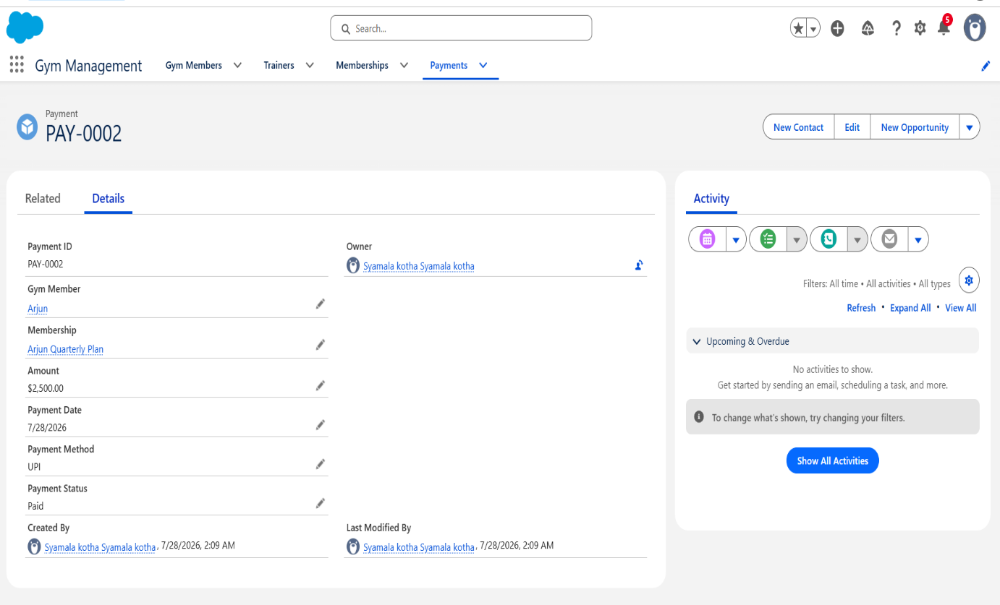 Search...
5
Gym Management
Gym Members
Trainers
Memberships
Payments
Payment
PAY-0002
New Contact
Edit
New Opportunity
Related
Details
Payment ID
PAY-0002
Owner
Syamala kotha Syamala kotha
Gym Member
Arjun
Membership
Arjun Quarterly Plan
Amount
$2,500.00
Payment Date
7/28/2026
Payment Method
UPI
Payment Status
Paid
Created By
Syamala kotha Syamala kotha, 7/28/2026, 2:09 AM
Last Modified By
Syamala kotha Syamala kotha, 7/28/2026, 2:09 AM
Activity
Filters: All time • All activities • All types
Refresh • Expand All • View All
Upcoming & Overdue
No activities to show.
Get started by sending an email, scheduling a task, and more.
To change what's shown, try changing your filters.
Show All Activities